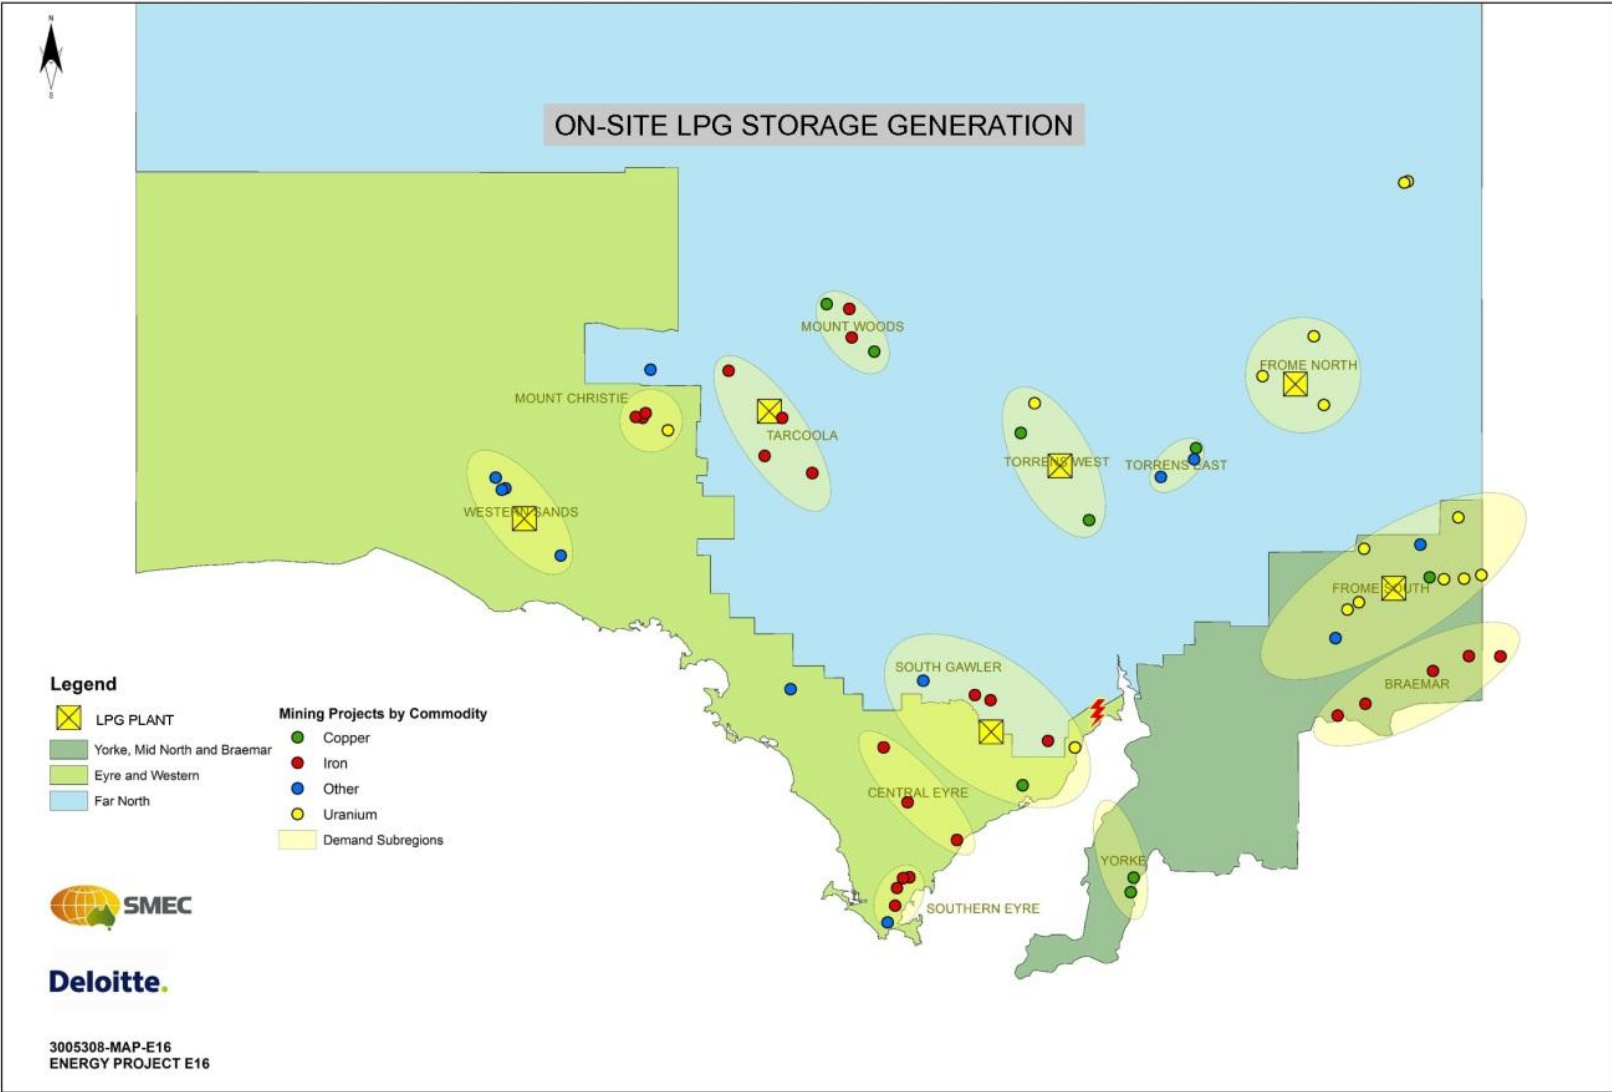 N
S
ON-SITE LPG STORAGE GENERATION
MOUNT WOODS
FROME NORTH
MOUNT CHRISTIE
TARCOOLA
TORRENS WEST
TORRENS EAST
WESTERN SANDS
FROME SOUTH
SOUTH GAWLER
BRAEMAR
CENTRAL EYRE
YORKE
SOUTHERN EYRE
Legend
LPG PLANT
Yorke, Mid North and Braemar
Eyre and Western
Far North
Mining Projects by Commodity
Copper
Iron
Other
Uranium
Demand Subregions
SMEC
Deloitte.
3005308-MAP-E16
ENERGY PROJECT E16